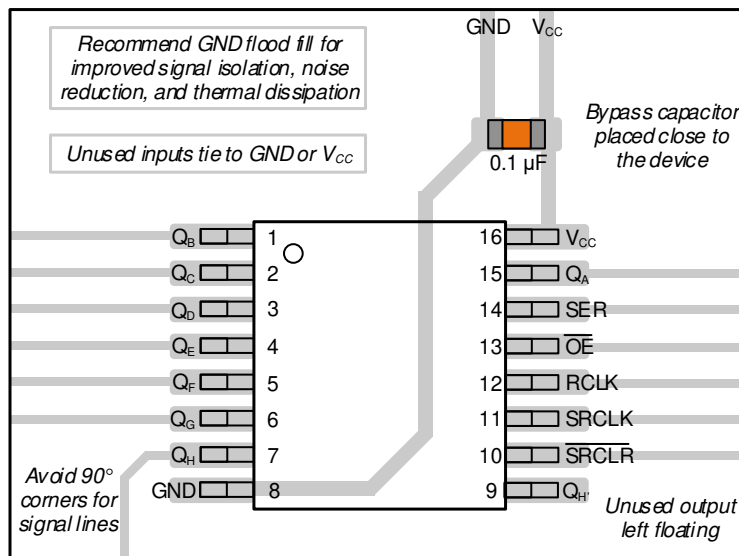 GND VCC
Recommend GND flood fill for
improved signal isolation, noise
reduction, and thermal dissipation
Unused inputs tie to GND or VCC
0.1 µF
Bypass capacitor
placed close to
the device
QB 1 16 VCC
QC 2 15 QA
QD 3 14 SER
QE 4 13 O̅E̅
QF 5 12 RCLK
QG 6 11 SRCLK
QH 7 10 S̅R̅C̅L̅R̅
GND 8 9 QH'
Avoid 90°
corners for
signal lines
Unused output
left floating